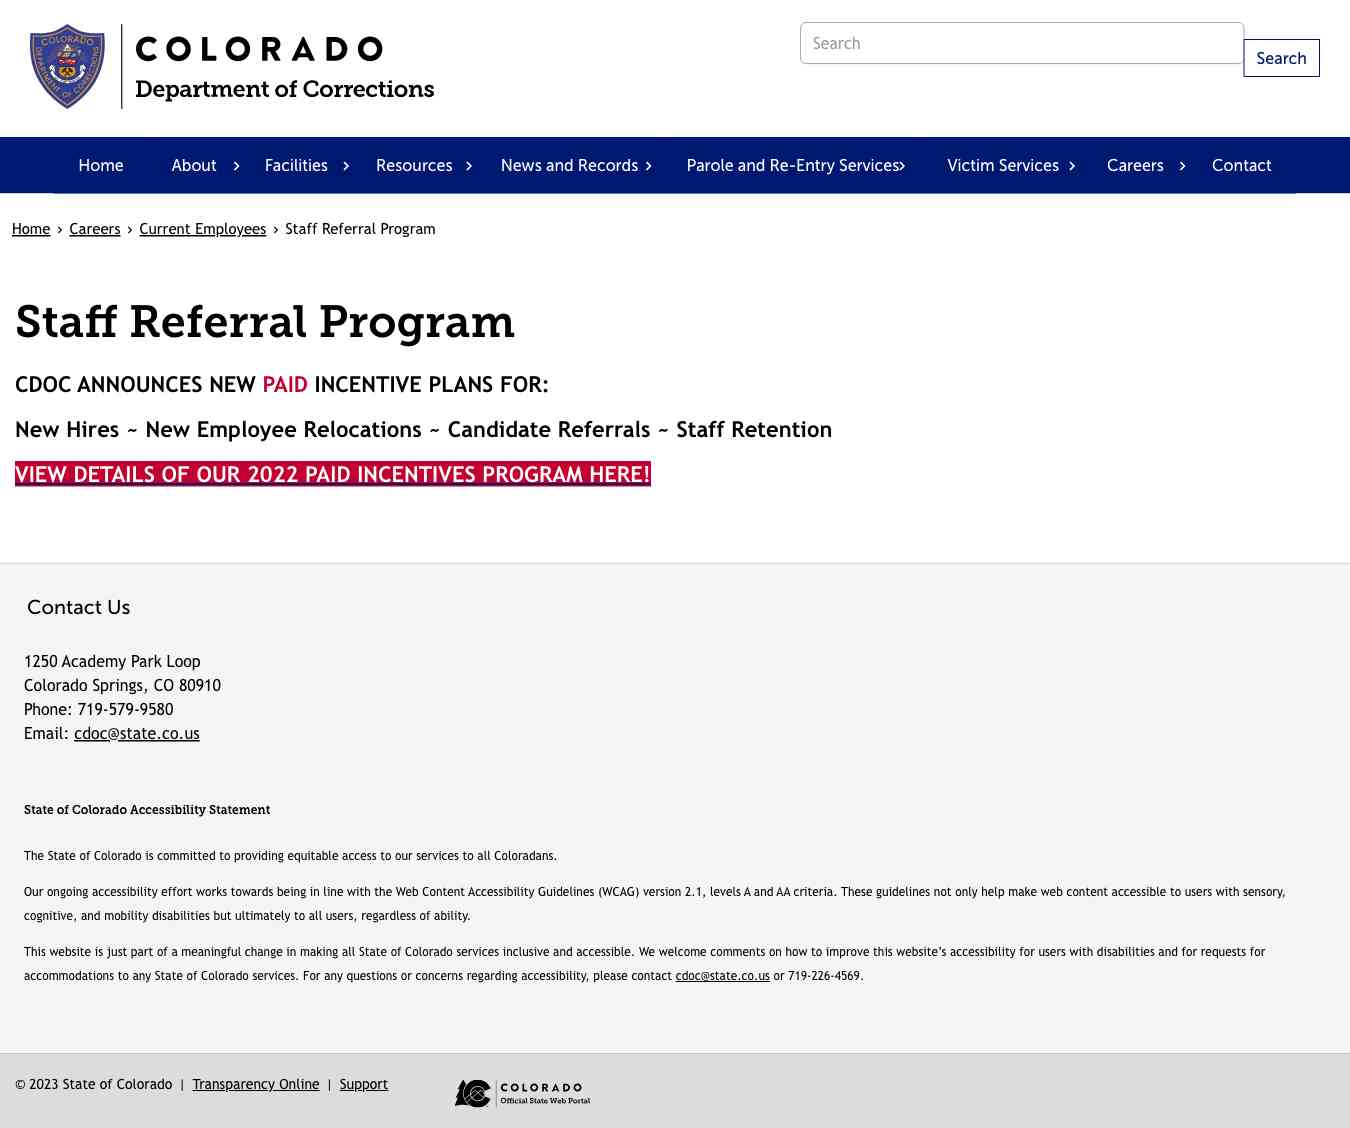 COLORADO
Department of Corrections
Search
Search
Home About Facilities Resources News and Records Parole and Re-Entry Services Victim Services Careers Contact
Home › Careers › Current Employees › Staff Referral Program
Staff Referral Program
CDOC ANNOUNCES NEW PAID INCENTIVE PLANS FOR:
New Hires ~ New Employee Relocations ~ Candidate Referrals ~ Staff Retention
VIEW DETAILS OF OUR 2022 PAID INCENTIVES PROGRAM HERE!
Contact Us
1250 Academy Park Loop
Colorado Springs, CO 80910
Phone: 719-579-9580
Email: cdoc@state.co.us
State of Colorado Accessibility Statement
The State of Colorado is committed to providing equitable access to our services to all Coloradans.
Our ongoing accessibility effort works towards being in line with the Web Content Accessibility Guidelines (WCAG) version 2.1, levels A and AA criteria. These guidelines not only help make web content accessible to users with sensory,
cognitive, and mobility disabilities but ultimately to all users, regardless of ability.
This website is just part of a meaningful change in making all State of Colorado services inclusive and accessible. We welcome comments on how to improve this website's accessibility for users with disabilities and for requests for
accommodations to any State of Colorado services. For any questions or concerns regarding accessibility, please contact cdoc@state.co.us or 719-226-4569.
© 2023 State of Colorado | Transparency Online | Support
COLORADO
Official State Web Portal